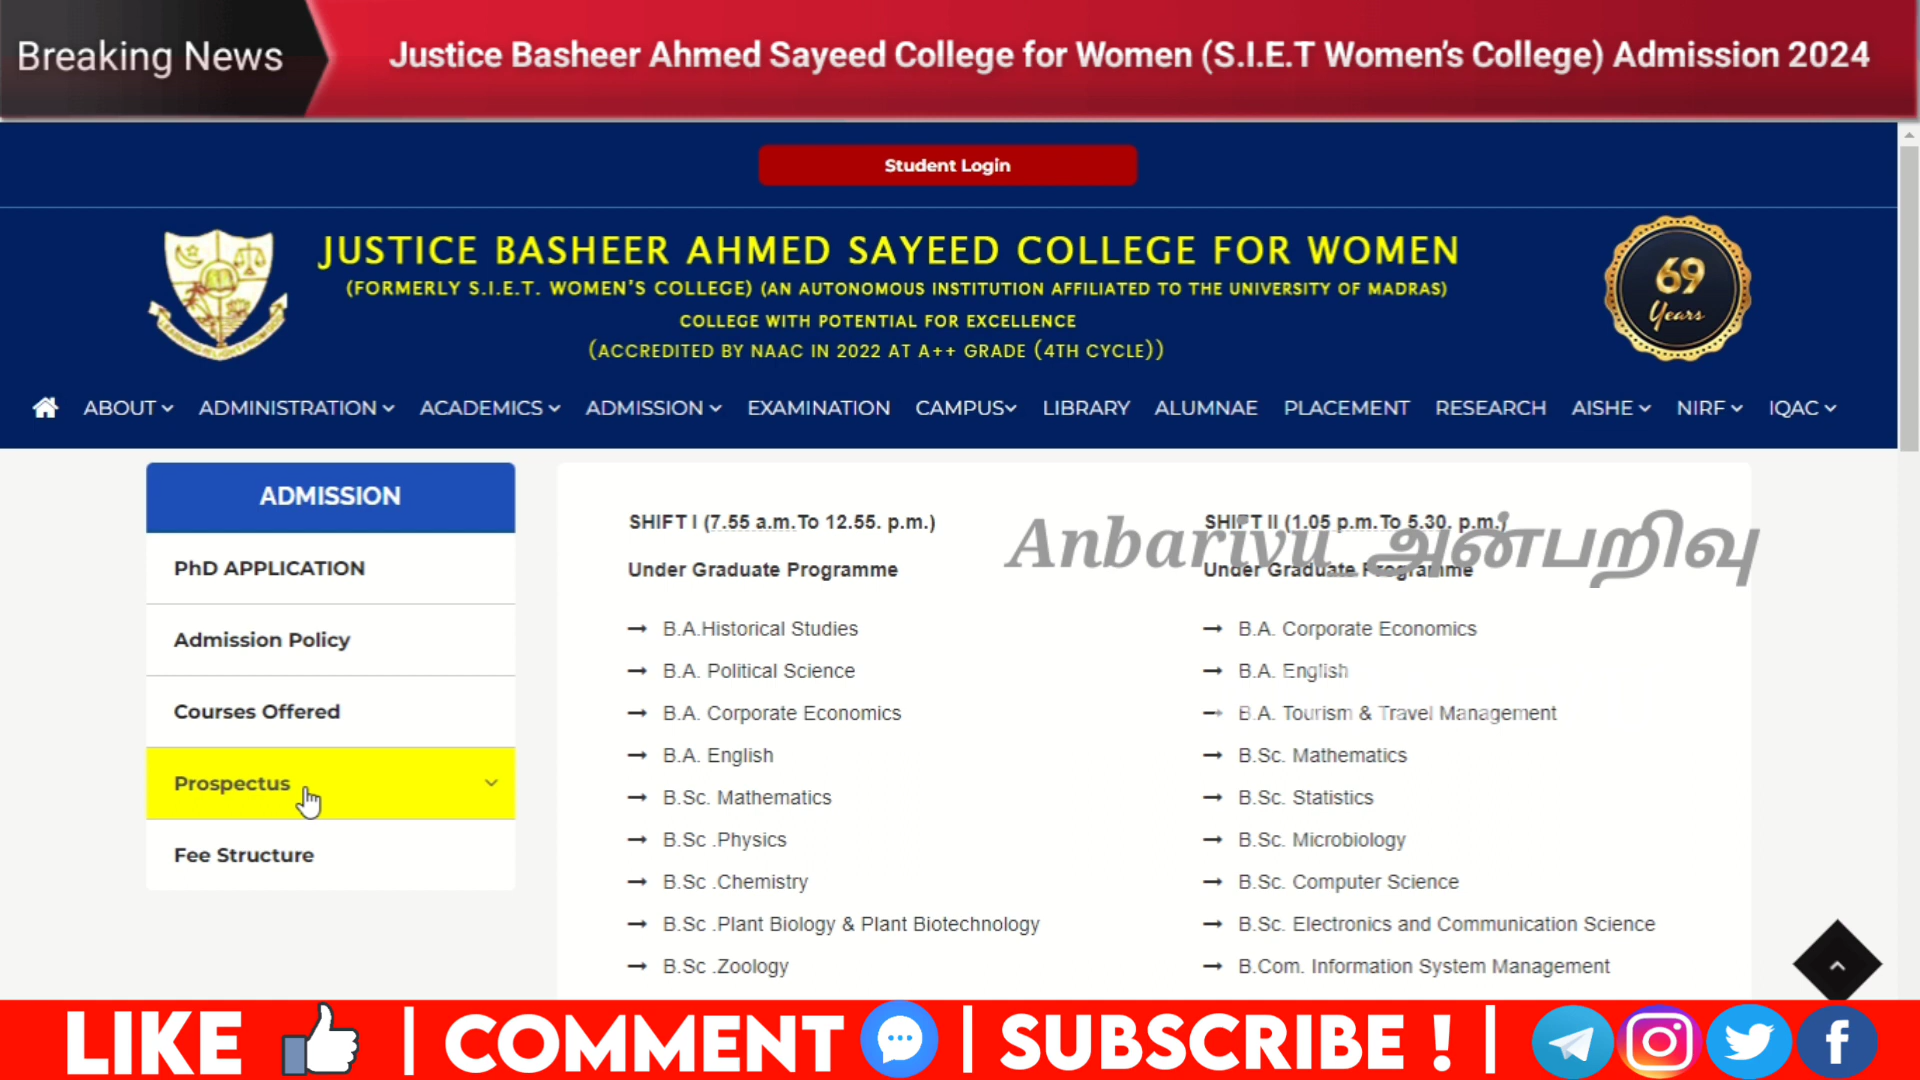 Breaking News
Justice Basheer Ahmed Sayeed College for Women (S.I.E.T Women's College) Admission 2024
Student Login
JUSTICE BASHEER AHMED SAYEED COLLEGE FOR WOMEN
(FORMERLY S.I.E.T. WOMEN'S COLLEGE) (AN AUTONOMOUS INSTITUTION AFFILIATED TO THE UNIVERSITY OF MADRAS)
COLLEGE WITH POTENTIAL FOR EXCELLENCE
(ACCREDITED BY NAAC IN 2022 AT A++ GRADE (4TH CYCLE))
69
Years
ABOUT ADMINISTRATION ACADEMICS ADMISSION EXAMINATION CAMPUS LIBRARY ALUMNAE PLACEMENT RESEARCH AISHE NIRF IQAC
ADMISSION
PhD APPLICATION
Admission Policy
Courses Offered
Prospectus
Fee Structure
SHIFT I (7.55 a.m.To 12.55. p.m.)
Under Graduate Programme
B.A.Historical Studies
B.A. Political Science
B.A. Corporate Economics
B.A. English
B.Sc. Mathematics
B.Sc .Physics
B.Sc .Chemistry
B.Sc .Plant Biology & Plant Biotechnology
B.Sc .Zoology
SHIFT II (1.05 p.m.To 5.30. p.m.)
Anbarivu அன்பறிவு
Under Graduate Programme
B.A. Corporate Economics
B.A. English
B.A. Tourism & Travel Management
B.Sc. Mathematics
B.Sc. Statistics
B.Sc. Microbiology
B.Sc. Computer Science
B.Sc. Electronics and Communication Science
B.Com. Information System Management
LIKE | COMMENT | SUBSCRIBE ! |